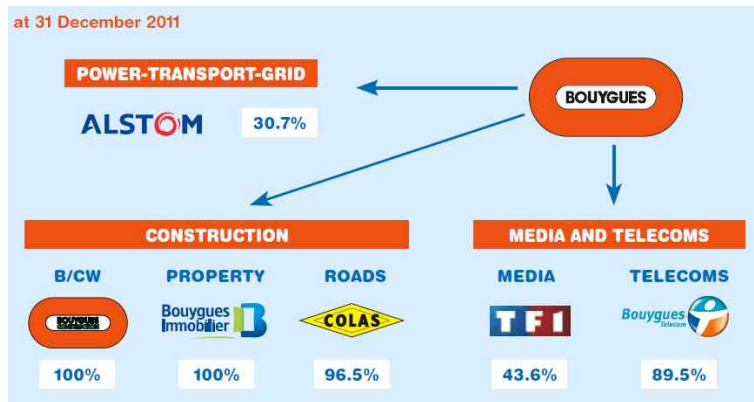 at 31 December 2011
POWER-TRANSPORT-GRID
ALSTOM
30.7%
BOUYGUES
CONSTRUCTION
B/CW
PROPERTY
ROADS
BOUYGUES
Bouygues
Immobilier
COLAS
100%
100%
96.5%
MEDIA AND TELECOMS
MEDIA
TELECOMS
TF1
Bouygues
Telecom
43.6%
89.5%